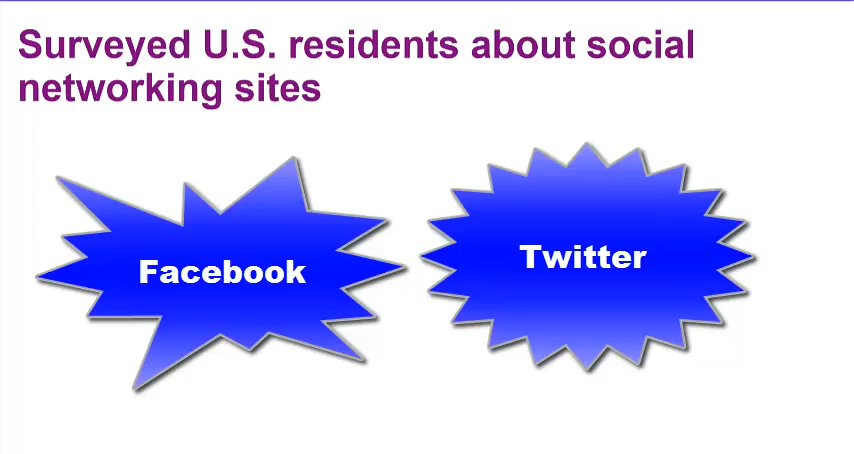 Surveyed U.S. residents about social
networking sites
Facebook
Twitter